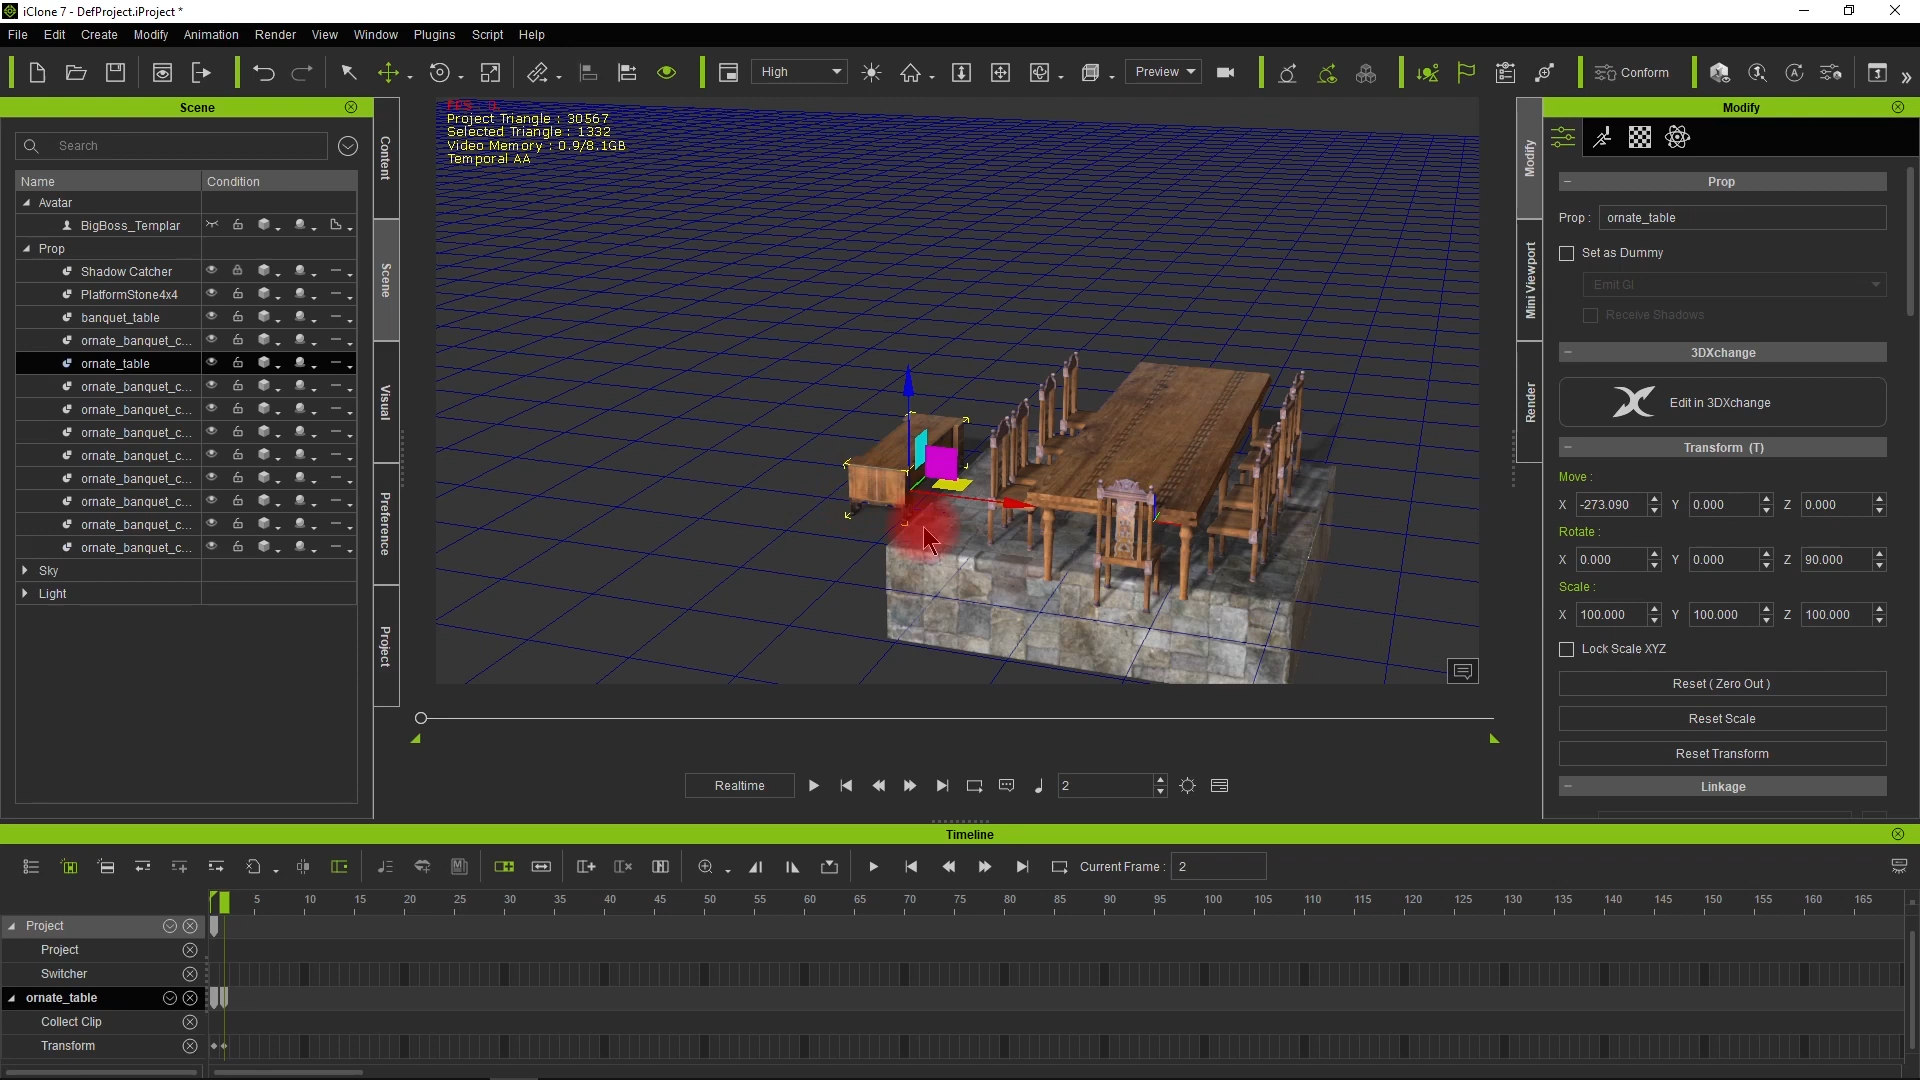 iClone 7 - DefProject.iProject *
File Edit Create Modify Animation Render View Window Plugins Script Help
High
Preview
Conform
Scene
Search
Name Condition
Avatar
BigBoss_Templar
Prop
Shadow Catcher
PlatformStone4x4
banquet_table
ornate_banquet_c...
ornate_table
ornate_banquet_c...
ornate_banquet_c...
ornate_banquet_c...
ornate_banquet_c...
ornate_banquet_c...
ornate_banquet_c...
ornate_banquet_c...
ornate_banquet_c...
Sky
Light
Content
Scene
Visual
Preference
Project
Project Triangle : 30567
Selected Triangle : 1332
Video Memory : 0.9/8.1GB
Temporal AA
Modify
Mini Viewport
Render
Modify
Prop
Prop : ornate_table
Set as Dummy
Emit GI
Receive Shadows
3DXchange
Edit in 3DXchange
Transform (T)
Move :
X -273.090 Y 0.000 Z 0.000
Rotate :
X 0.000 Y 0.000 Z 90.000
Scale :
X 100.000 Y 100.000 Z 100.000
Lock Scale XYZ
Reset ( Zero Out )
Reset Scale
Reset Transform
Linkage
Realtime
2
Timeline
Current Frame : 2
5 10 15 20 25 30 35 40 45 50 55 60 65 70 75 80 85 90 95 100 105 110 115 120 125 130 135 140 145 150 155 160 165
Project
Project
Switcher
ornate_table
Collect Clip
Transform